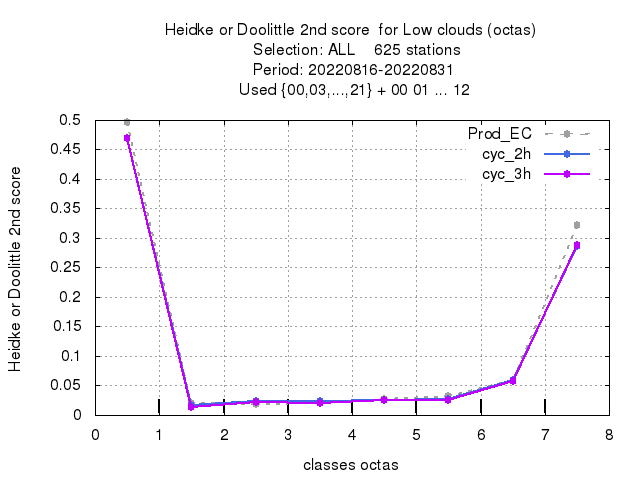 Heidke or Doolittle 2nd score  for Low clouds (octas)
Selection: ALL    625 stations
Period: 20220816-20220831
Used {00,03,...,21} + 00 01 ... 12
Prod_EC
cyc_2h
cyc_3h
Heidke or Doolittle 2nd score
0.5
0.45
0.4
0.35
0.3
0.25
0.2
0.15
0.1
0.05
0
0 1 2 3 4 5 6 7 8
classes octas